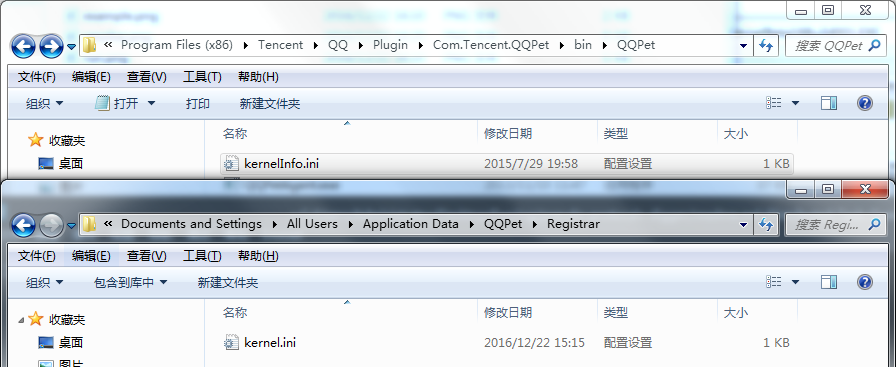 « Program Files (x86) ▸ Tencent ▸ QQ ▸ Plugin ▸ Com.Tencent.QQPet ▸ bin ▸ QQPet 搜索 QQPet
文件(F) 编辑(E) 查看(V) 工具(T) 帮助(H)
组织 打开 打印 新建文件夹
收藏夹 名称 修改日期 类型 大小
桌面 kernelInfo.ini 2015/7/29 19:58 配置设置 1 KB
« Documents and Settings ▸ All Users ▸ Application Data ▸ QQPet ▸ Registrar 搜索 Regi...
文件(F) 编辑(E) 查看(V) 工具(T) 帮助(H)
组织 包含到库中 新建文件夹
收藏夹 名称 修改日期 类型 大小
桌面 kernel.ini 2016/12/22 15:15 配置设置 1 KB
图片